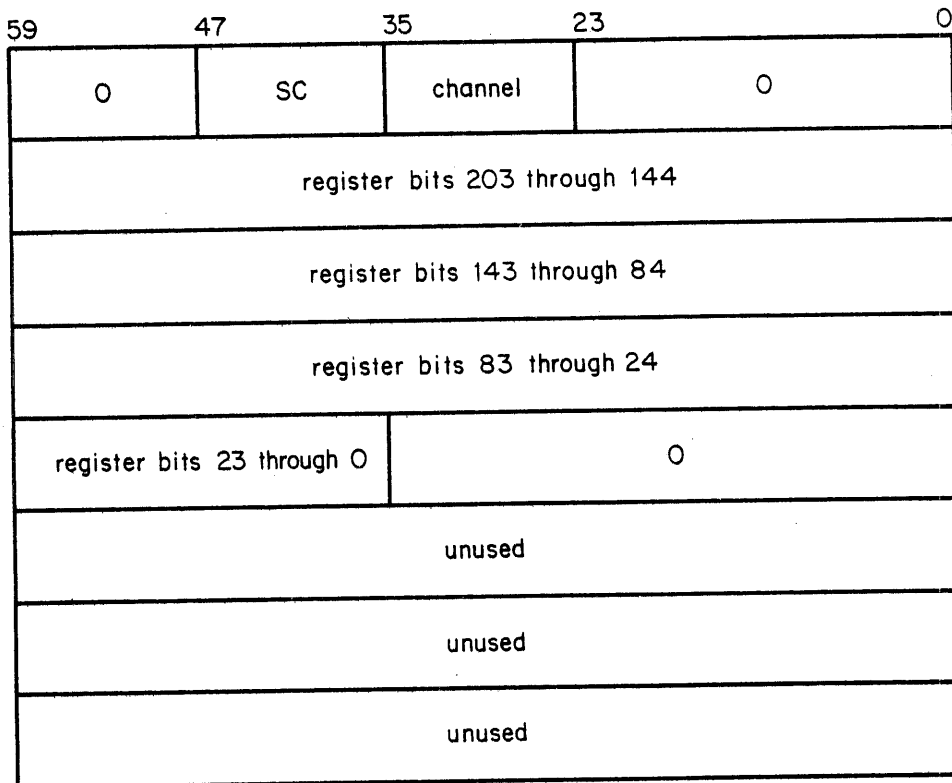 59 47 35 23 0
0 SC channel 0
register bits 203 through 144
register bits 143 through 84
register bits 83 through 24
register bits 23 through 0 0
unused
unused
unused